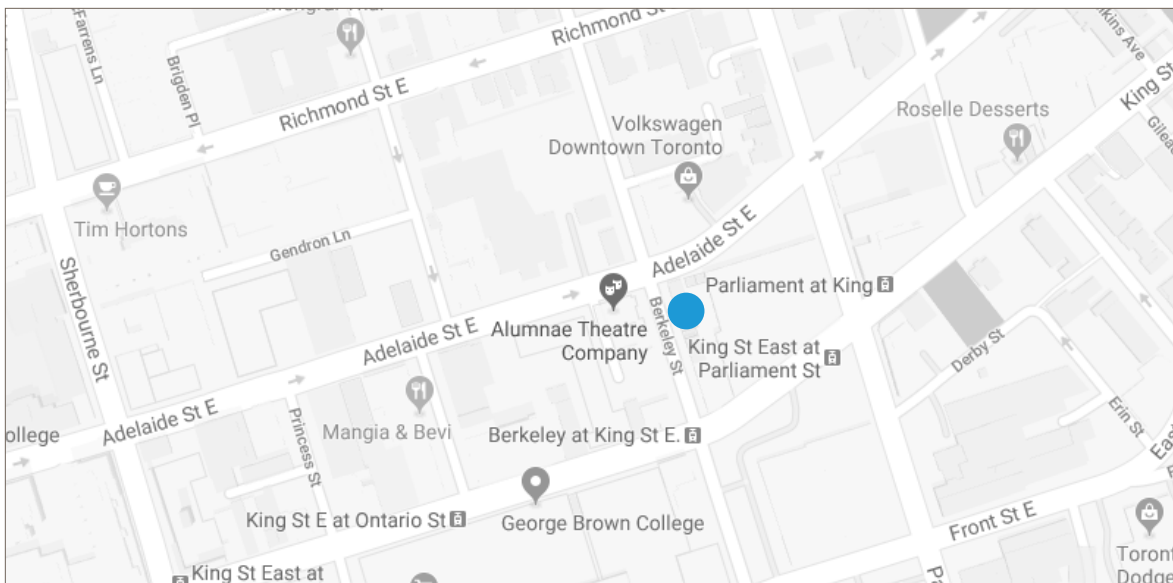 Farrens Ln
Brigden Pl
Richmond St E
Richmond St
Volkswagen
Downtown Toronto
Roselle Desserts
King St
Tim Hortons
Gendron Ln
Sherbourne St
Adelaide St E
Parliament at King
Alumnae Theatre
Company
Berkeley St
King St East at
Parliament St
Derby St
Adelaide St E
Erin St
Adelaide St E
Princess St
Mangia & Bevi
Berkeley at King St E.
King St E at Ontario St
George Brown College
Front St E
King St East at